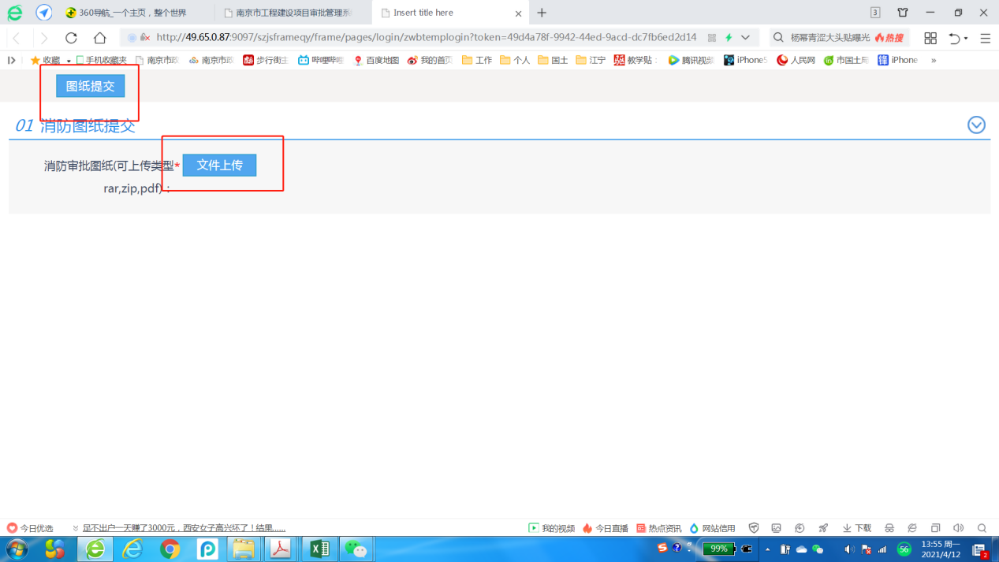 360导航_一个主页，整个世界
南京市工程建设项目审批管理系
Insert title here
3
http://49.65.0.87:9097/szjsframeqy/frame/pages/login/zwbtemplogin?token=49d4a78f-9942-44ed-9acd-dc7fb6ed2d14
杨幂青涩大头贴曝光 热搜
收藏 手机收藏夹 南京市政 南京市政 步行街主 哔哩哔哩 百度地图 我的首页 工作 个人 国土 江宁 教学贴： 腾讯视频 iPhone5 人民网 市国土局 锋 iPhone »
图纸提交
01 消防图纸提交
消防审批图纸(可上传类型*
文件上传
rar,zip,pdf)：
今日优选
足不出户一天赚了3000元，西安女子高兴坏了！结果......
我的视频 今日直播 热点资讯 网站信用 下载
99%
56
13:55 周一
2021/4/12
2